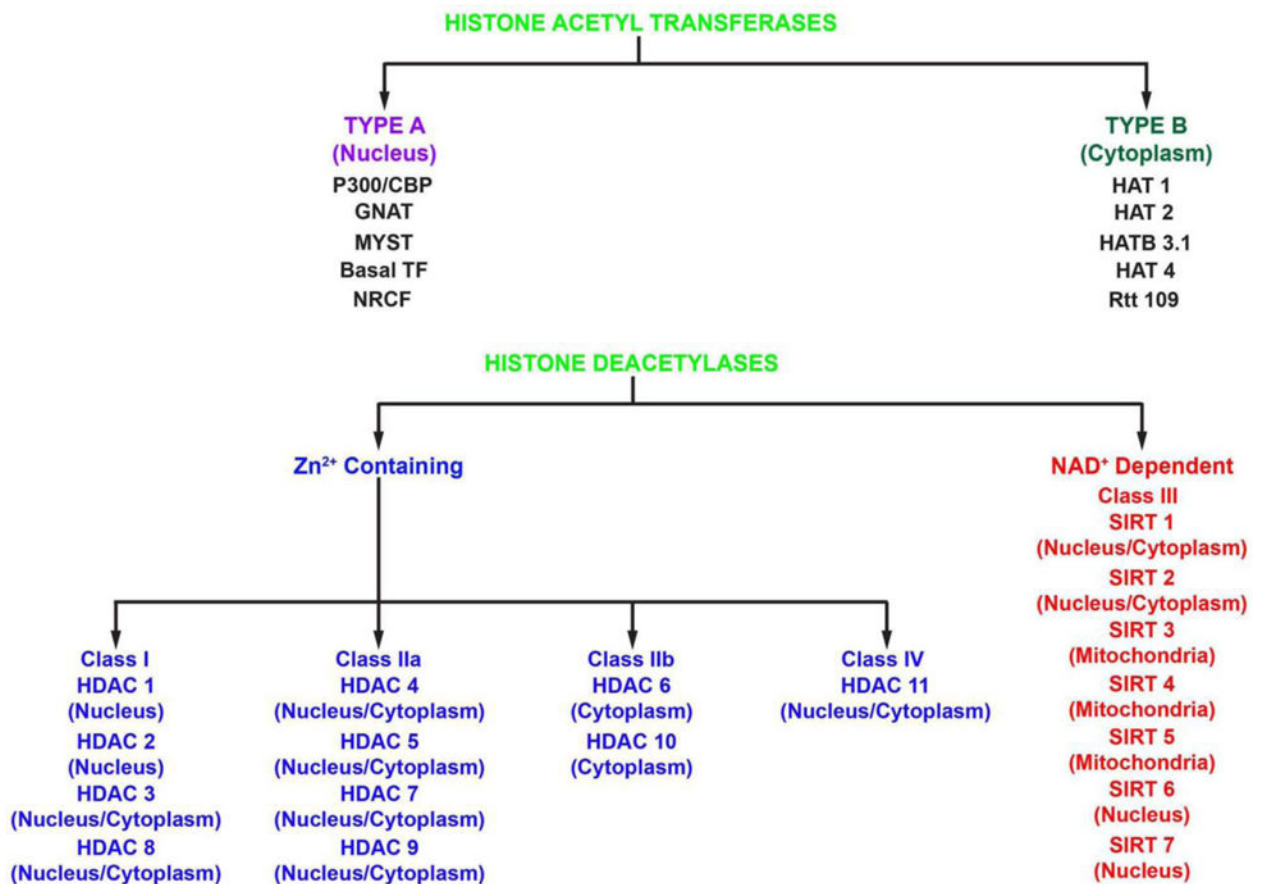 HISTONE ACETYL TRANSFERASES
TYPE A
(Nucleus)
P300/CBP
GNAT
MYST
Basal TF
NRCF
TYPE B
(Cytoplasm)
HAT 1
HAT 2
HATB 3.1
HAT 4
Rtt 109
HISTONE DEACETYLASES
Zn²⁺ Containing
Class I
HDAC 1
(Nucleus)
HDAC 2
(Nucleus)
HDAC 3
(Nucleus/Cytoplasm)
HDAC 8
(Nucleus/Cytoplasm)
Class IIa
HDAC 4
(Nucleus/Cytoplasm)
HDAC 5
(Nucleus/Cytoplasm)
HDAC 7
(Nucleus/Cytoplasm)
HDAC 9
(Nucleus/Cytoplasm)
Class IIb
HDAC 6
(Cytoplasm)
HDAC 10
(Cytoplasm)
Class IV
HDAC 11
(Nucleus/Cytoplasm)
NAD⁺ Dependent
Class III
SIRT 1
(Nucleus/Cytoplasm)
SIRT 2
(Nucleus/Cytoplasm)
SIRT 3
(Mitochondria)
SIRT 4
(Mitochondria)
SIRT 5
(Mitochondria)
SIRT 6
(Nucleus)
SIRT 7
(Nucleus)